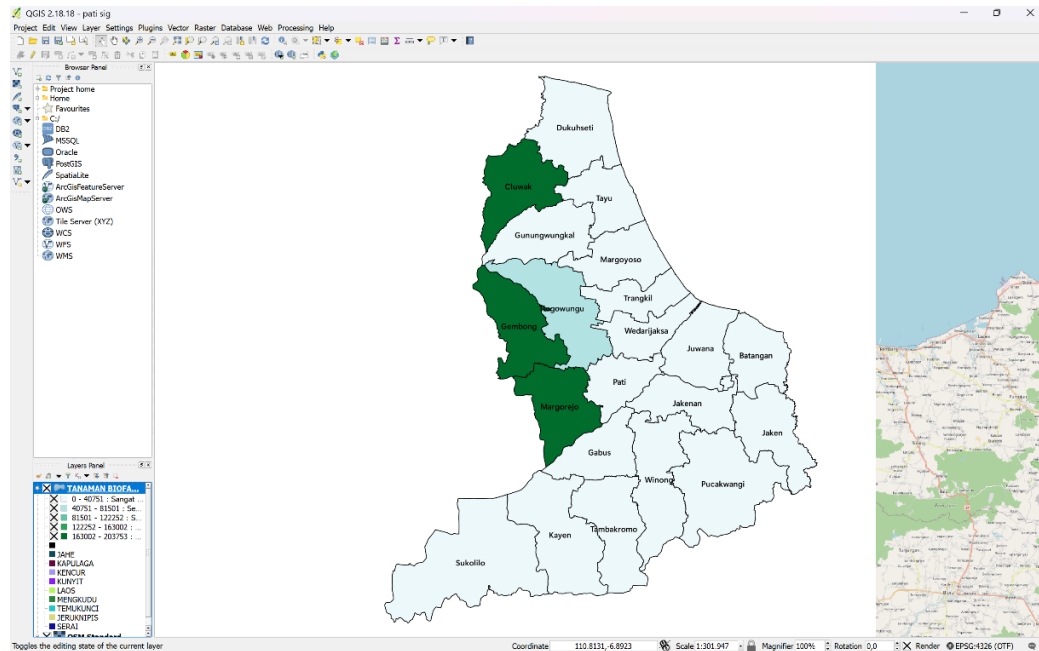 QGIS 2.18.18 - pati sig
Project Edit View Layer Settings Plugins Vector Raster Database Web Processing Help
Browser Panel
Project home
Home
Favourites
C:/
DB2
MSSQL
Oracle
PostGIS
SpatiaLite
ArcGisFeatureServer
ArcGisMapServer
OWS
Tile Server (XYZ)
WCS
WFS
WMS
Layers Panel
TANAMAN BIOFA...
0 - 40751 : Sangat ...
40751 - 81501 : Se...
81501 - 122252 : S...
122252 - 163002 : ...
163002 - 203753 : ...
JAHE
KAPULAGA
KENCUR
KUNYIT
LAOS
MENGKUDU
TEMUKUNCI
JERUKNIPIS
SERAI
OSM Standard
Dukuhseti
Cluwak
Tayu
Gunungwungkal
Margoyoso
Trangkil
Gembong
Wedarijaksa
Juwana
Batangan
Pati
Jakenan
Margorejo
Jaken
Gabus
Winong
Pucakwangi
Tambakromo
Kayen
Sukolilo
Toggles the editing state of the current layer
Coordinate 110.8131,-6.8923 Scale 1:301.947 Magnifier 100% Rotation 0,0 Render EPSG:4326 (OTF)